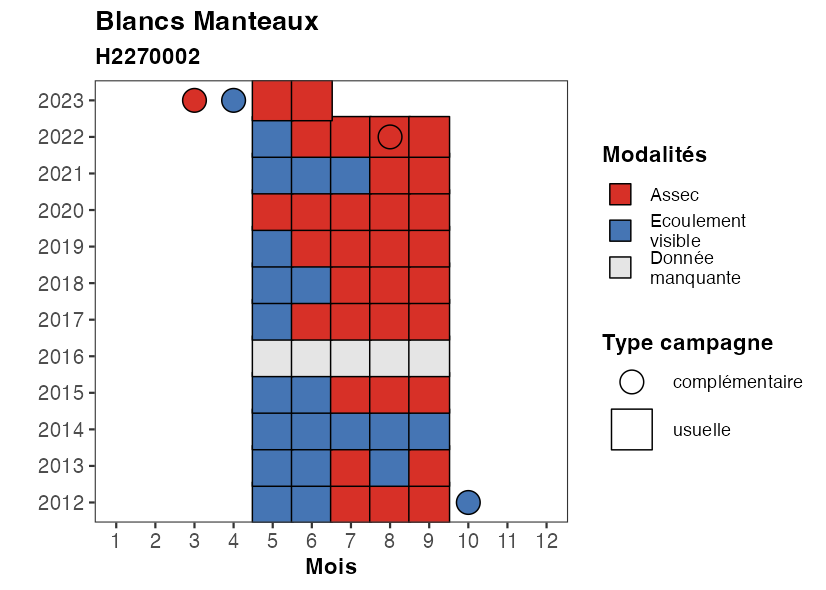 Blancs Manteaux
H2270002
2023
2022
2021
2020
2019
2018
2017
2016
2015
2014
2013
2012
1 2 3 4 5 6 7 8 9 10 11 12
Mois
Modalités
Assec
Ecoulement
visible
Donnée
manquante
Type campagne
complémentaire
usuelle